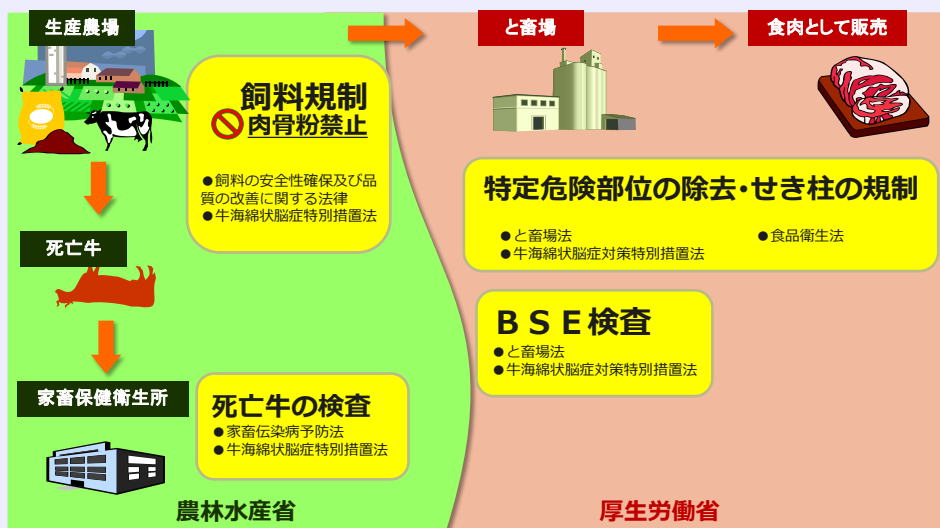 生産農場
と畜場
食肉として販売
飼料規制
肉骨粉禁止
●飼料の安全性確保及び品
質の改善に関する法律
●牛海綿状脳症特別措置法
特定危険部位の除去・せき柱の規制
●と畜場法
●食品衛生法
●牛海綿状脳症対策特別措置法
死亡牛
ＢＳＥ検査
●と畜場法
●牛海綿状脳症対策特別措置法
家畜保健衛生所
死亡牛の検査
●家畜伝染病予防法
●牛海綿状脳症特別措置法
農林水産省
厚生労働省